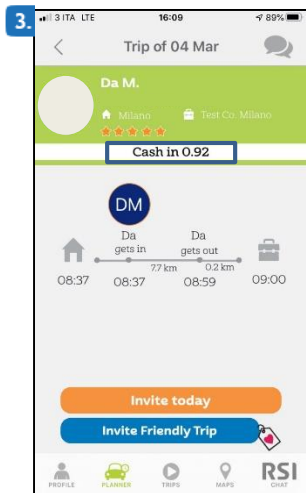 3.
3 ITA LTE 16:09 89%
Trip of 04 Mar
Da M.
Milano Test Co. Milano
Cash in 0.92
DM
Da Da
gets in gets out
7.7 km 0.2 km
08:37 08:37 08:59 09:00
Invite today
Invite Friendly Trip
PROFILE PLANNER TRIPS MAPS RSI CHAT